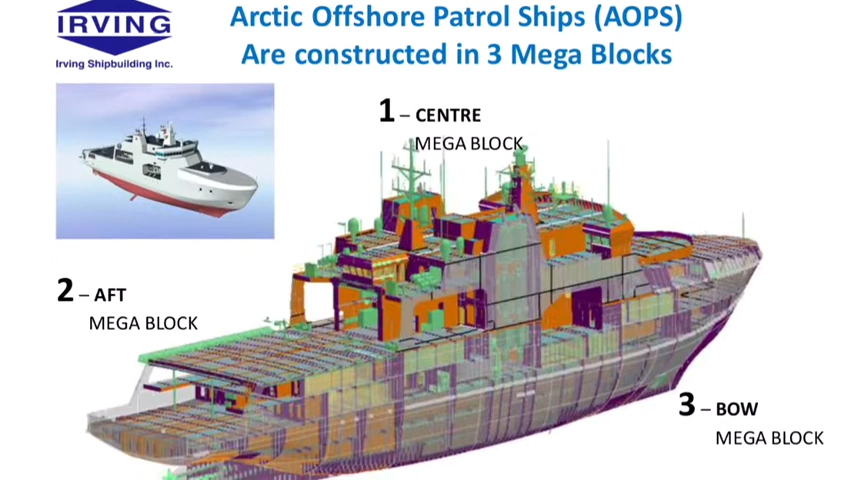 IRVING
Irving Shipbuilding Inc.
Arctic Offshore Patrol Ships (AOPS)
Are constructed in 3 Mega Blocks
1 – CENTRE
MEGA BLOCK
2 – AFT
MEGA BLOCK
3 – BOW
MEGA BLOCK